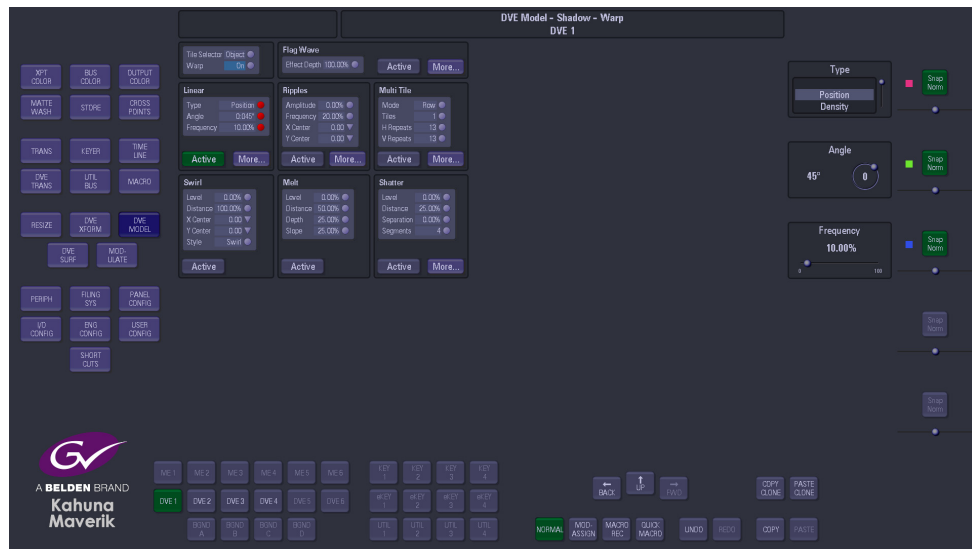 DVE Model - Shadow - Warp
DVE 1
XPT COLOR
BUS COLOR
OUTPUT COLOR
MATTE WASH
STORE
CROSS POINTS
TRANS
KEYER
TIME LINE
DVE TRANS
UTIL BUS
MACRO
RESIZE
DVE XFORM
DVE MODEL
DVE SURF
MOD- ULATE
PERIPH
FILING SYS
PANEL CONFIG
I/O CONFIG
ENG CONFIG
USER CONFIG
SHORT CUTS
Tile Selector Object
Warp On
Flag Wave
Effect Depth 100.00%
Active More...
Linear
Type Position
Angle 0.045°
Frequency 10.00%
Active More...
Ripples
Amplitude 0.00%
Frequency 20.00%
X Center 0.00
Y Center 0.00
Active More...
Multi Tile
Mode Raw
Tiles 1
H Repeats 13
V Repeats 13
Active More...
Swirl
Level 0.00%
Distance 100.00%
X Center 0.00
Y Center 0.00
Style Swirl
Active
Melt
Level 0.00%
Distance 50.00%
Depth 25.00%
Slope 25.00%
Active
Shatter
Level 0.00%
Distance 25.00%
Separation 0.00%
Segments 4
Active More...
Type
Position
Density
Snap Norm
Angle
45° 0
Snap Norm
Frequency
10.00%
0 100
Snap Norm
Snap Norm
Snap Norm
GV
A BELDEN BRAND
Kahuna
Maverik
ME 1 ME 2 ME 3 ME 4 ME 5 ME 6
DVE 1 DVE 2 DVE 3 DVE 4 DVE 5 DVE 6
BGND A BGND B BGND C BGND D
KEY 1 KEY 2 KEY 3 KEY 4
eKEY 1 eKEY 2 eKEY 3 eKEY 4
UTIL 1 UTIL 2 UTIL 3 UTIL 4
BACK UP FWD
COPY CLONE PASTE CLONE
NORMAL MOD- ASSIGN MACRO REC QUICK MACRO UNDO REDO COPY PASTE